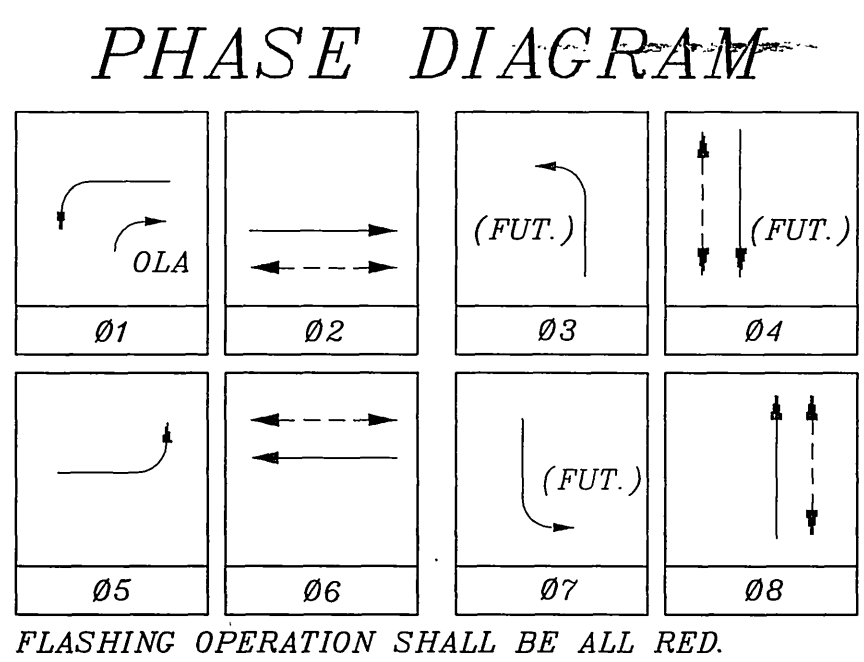 PHASE DIAGRAM
OLA
(FUT.)
(FUT.)
Ø1
Ø2
Ø3
Ø4
(FUT.)
Ø5
Ø6
Ø7
Ø8
FLASHING OPERATION SHALL BE ALL RED.